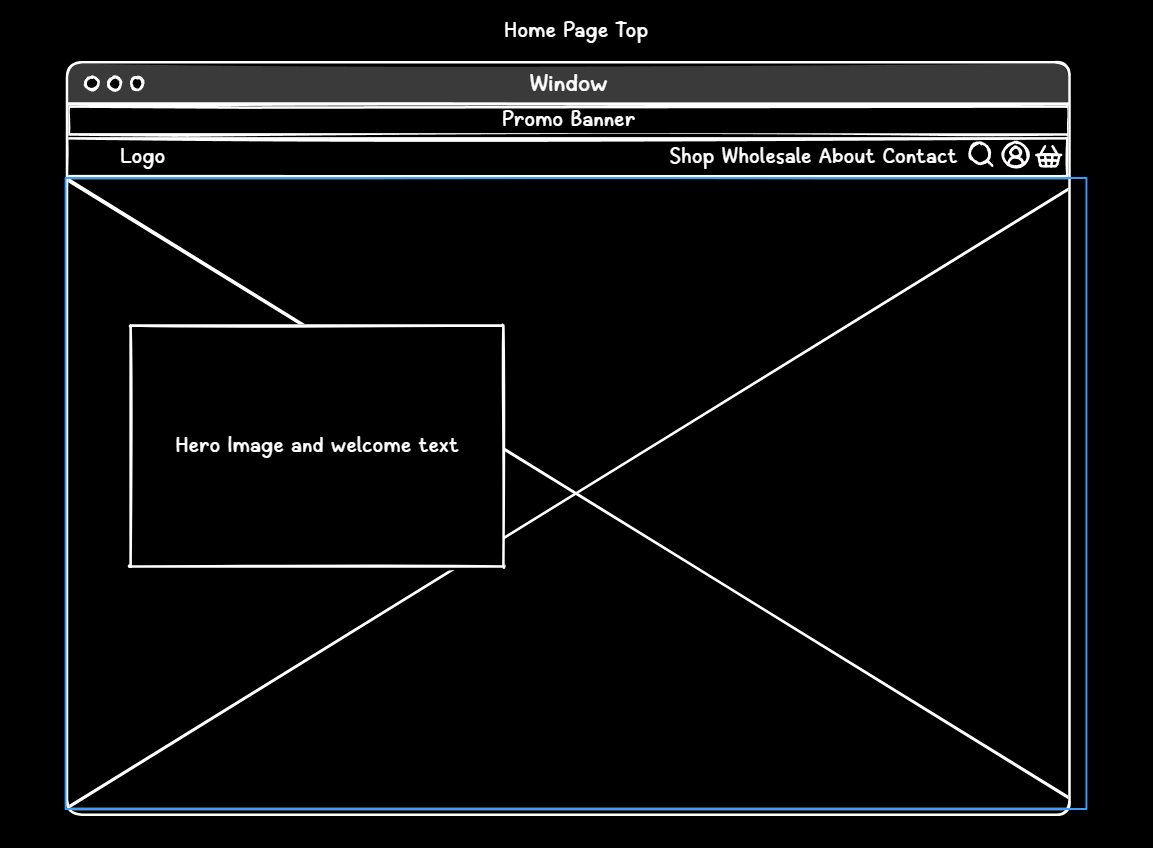 Home Page Top
Window
Promo Banner
Logo
Shop Wholesale About Contact
Hero Image and welcome text